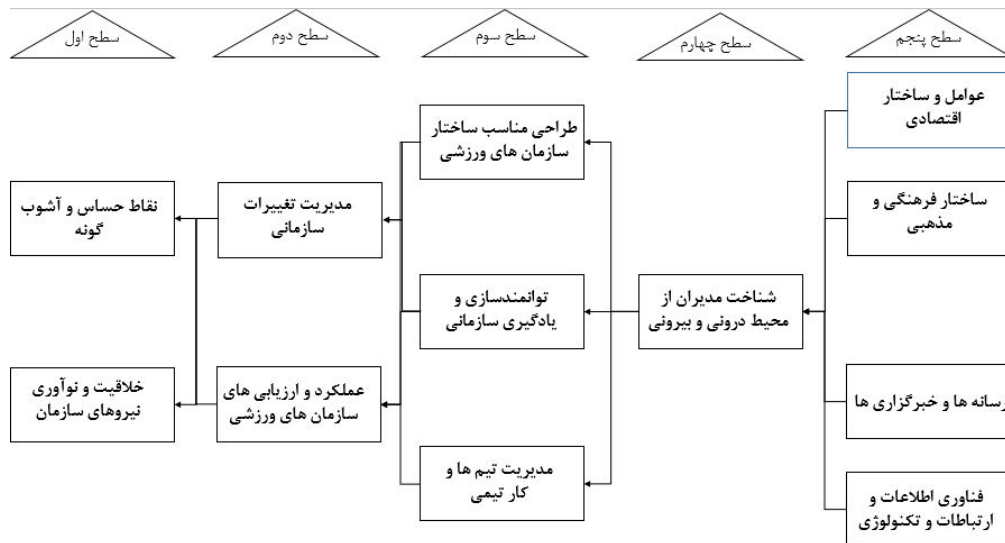 سطح پنجم
سطح چهارم
سطح سوم
سطح دوم
سطح اول
عوامل و ساختار
اقتصادی
ساختار فرهنگی و
مذهبی
رسانه ها و خبرگزاری ها
فناوری اطلاعات و
ارتباطات و تکنولوژی
شناخت مدیران از
محیط درونی و بیرونی
طراحی مناسب ساختار
سازمان های ورزشی
توانمندسازی و
یادگیری سازمانی
مدیریت تیم ها و
کار تیمی
مدیریت تغییرات
سازمانی
عملکرد و ارزیابی های
سازمان های ورزشی
نقاط حساس و آشوب
گونه
خلاقیت و نوآوری
نیروهای سازمان